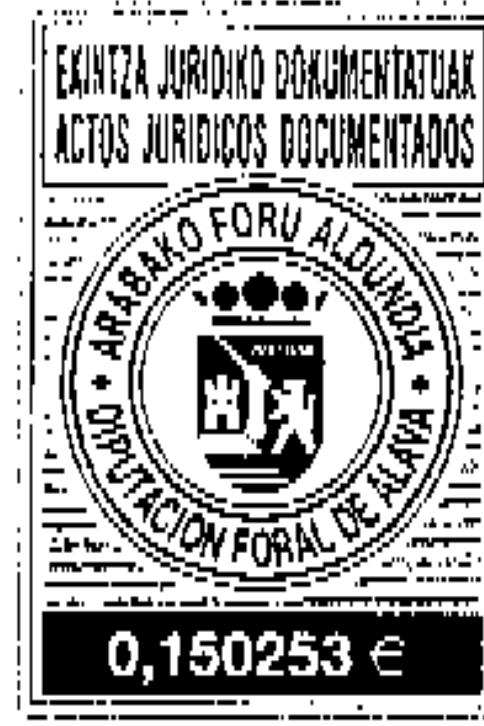 EKINTZA JURIDIKO DOKUMENTATUAK
ACTOS JURIDICOS DOCUMENTADOS
ARABAKO FORU ALDUNDIA
DIPUTACION FORAL DE ALAVA
0,150253 €